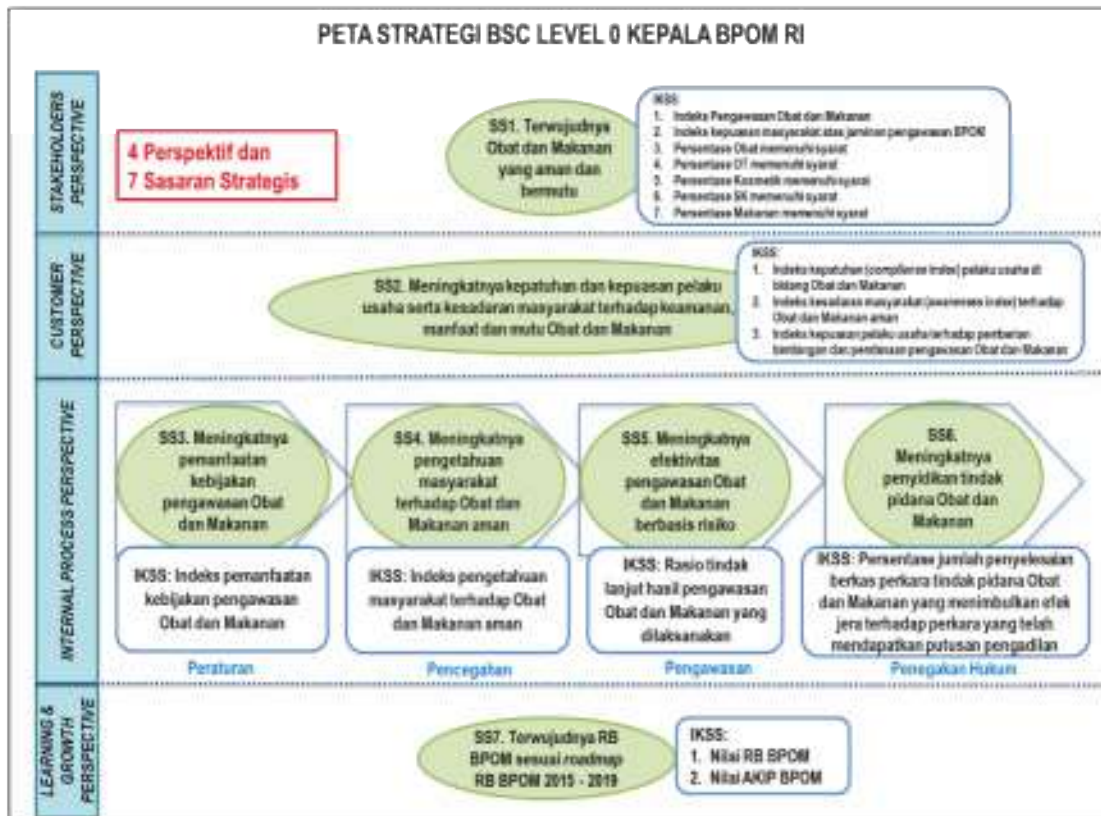 PETA STRATEGI BSC LEVEL 0 KEPALA BPOM RI
STAKEHOLDERS
PERSPECTIVE
4 Perspektif dan
7 Sasaran Strategis
SS1. Terwujudnya
Obat dan Makanan
yang aman dan
bermutu
IKSS:
1. Indeks Pengawasan Obat dan Makanan
2. Indeks kepuasan masyarakat atas jaminan pengawasan BPOM
3. Persentase Obat memenuhi syarat
4. Persentase OT memenuhi syarat
5. Persentase Kosmetik memenuhi syarat
6. Persentase SK memenuhi syarat
7. Persentase Makanan memenuhi syarat
CUSTOMER
PERSPECTIVE
SS2. Meningkatnya kepatuhan dan kepuasan pelaku
usaha serta kesadaran masyarakat terhadap keamanan,
manfaat dan mutu Obat dan Makanan
IKSS:
1. Indeks kepatuhan (compliance index) pelaku usaha di
bidang Obat dan Makanan
2. Indeks kesadaran masyarakat (awareness index) terhadap
Obat dan Makanan aman
3. Indeks kepuasan pelaku usaha terhadap pemberian
bimbingan dan pembinaan pengawasan Obat dan Makanan
INTERNAL PROCESS PERSPECTIVE
SS3. Meningkatnya
pemanfaatan
kebijakan
pengawasan Obat
dan Makanan
IKSS: Indeks pemanfaatan
kebijakan pengawasan
Obat dan Makanan
Peraturan
SS4. Meningkatnya
pengetahuan
masyarakat
terhadap Obat dan
Makanan aman
IKSS: Indeks pengetahuan
masyarakat terhadap Obat
dan Makanan aman
Pencegahan
SS5. Meningkatnya
efektivitas
pengawasan Obat
dan Makanan
berbasis risiko
IKSS: Rasio tindak
lanjut hasil pengawasan
Obat dan Makanan yang
dilaksanakan
Pengawasan
SS6.
Meningkatnya
penyidikan tindak
pidana Obat dan
Makanan
IKSS: Persentase jumlah penyelesaian
berkas perkara tindak pidana Obat
dan Makanan yang menimbulkan efek
jera terhadap perkara yang telah
mendapatkan putusan pengadilan
Penegakan Hukum
LEARNING &
GROWTH
PERSPECTIVE
SS7. Terwujudnya RB
BPOM sesuai roadmap
RB BPOM 2015 - 2019
IKSS:
1. Nilai RB BPOM
2. Nilai AKIP BPOM